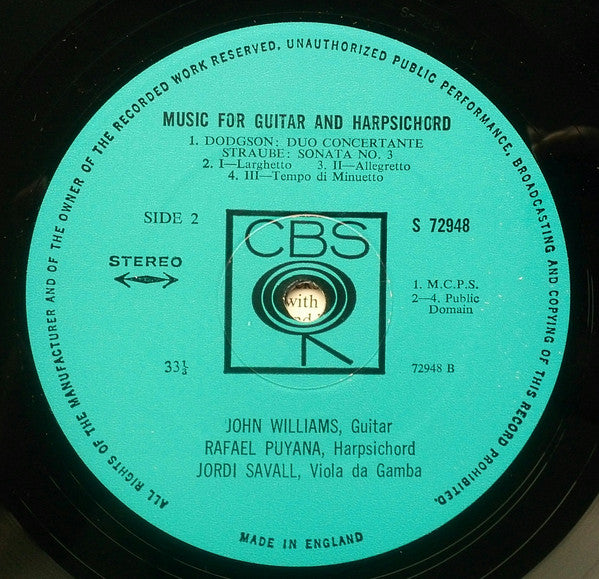 ALL RIGHTS OF THE MANUFACTURER AND OF THE OWNER OF THE RECORDED WORK RESERVED. UNAUTHORIZED PUBLIC PERFORMANCE, BROADCASTING AND COPYING OF THIS RECORD PROHIBITED.
MUSIC FOR GUITAR AND HARPSICHORD
1. DODGSON: DUO CONCERTANTE
STRAUBE: SONATA NO. 3
2. I—Larghetto 3. II—Allegretto
4. III—Tempo di Minuetto
SIDE 2
CBS
S 72948
STEREO
1. M.C.P.S.
2—4. Public
Domain
with
33⅓
72948 B
JOHN WILLIAMS, Guitar
RAFAEL PUYANA, Harpsichord
JORDI SAVALL, Viola da Gamba
MADE IN ENGLAND